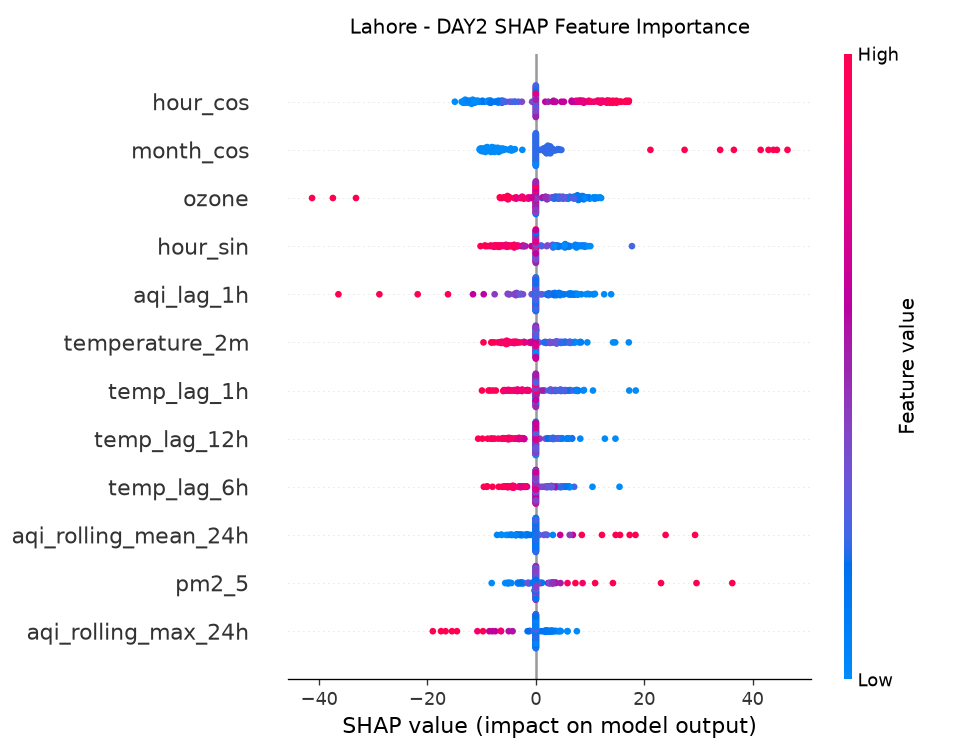 Lahore - DAY2 SHAP Feature Importance
High
hour_cos
month_cos
ozone
hour_sin
aqi_lag_1h
temperature_2m
temp_lag_1h
temp_lag_12h
temp_lag_6h
aqi_rolling_mean_24h
pm2_5
aqi_rolling_max_24h
Feature value
Low
−40 −20 0 20 40
SHAP value (impact on model output)